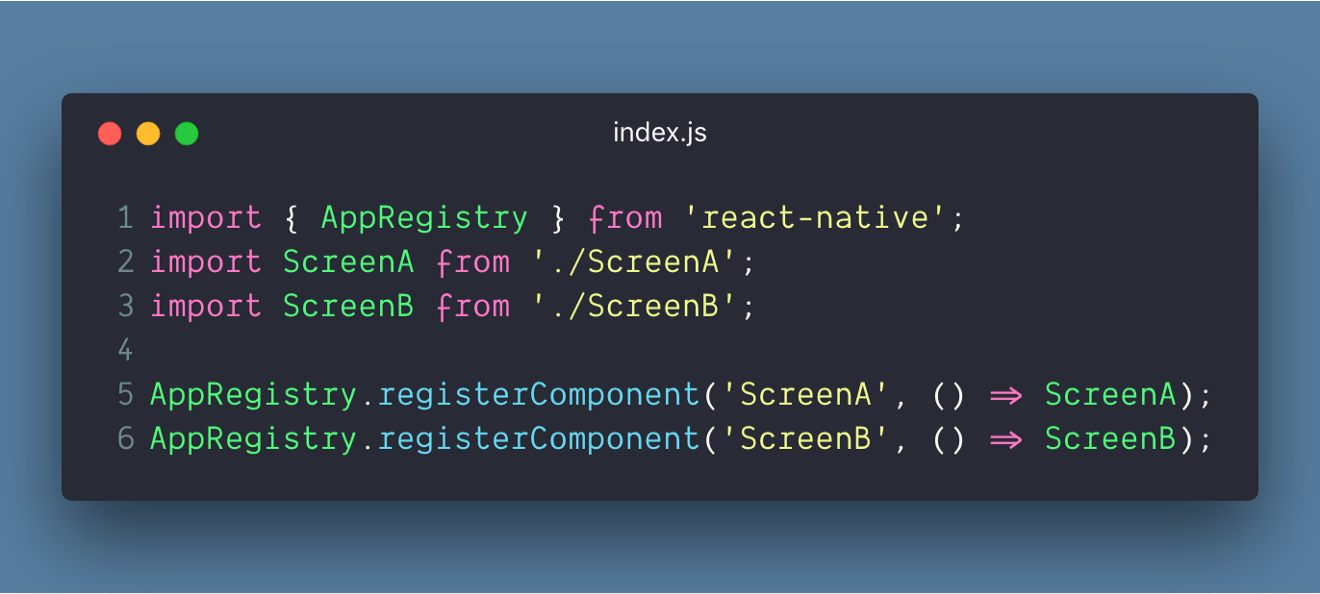 index.js
1 import { AppRegistry } from 'react-native';
2 import ScreenA from './ScreenA';
3 import ScreenB from './ScreenB';
4
5 AppRegistry.registerComponent('ScreenA', () => ScreenA);
6 AppRegistry.registerComponent('ScreenB', () => ScreenB);